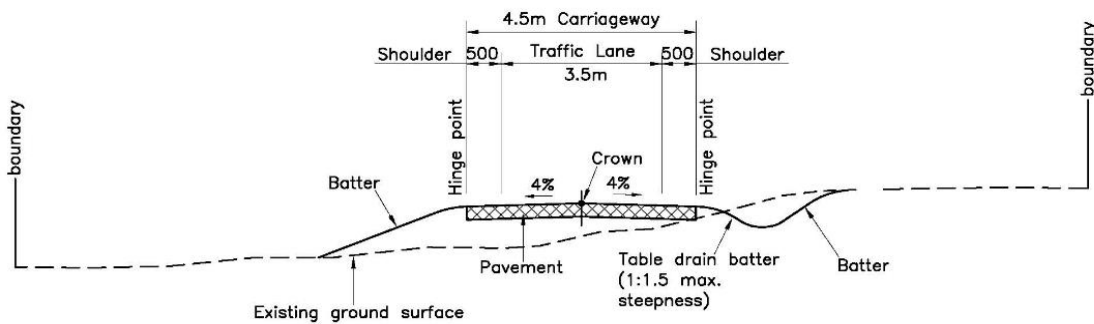 4.5m Carriageway
Shoulder 500 Traffic Lane 500 Shoulder
3.5m
boundary
boundary
Hinge point
Hinge point
Crown
Batter
4%
4%
Pavement
Table drain batter
(1:1.5 max.
steepness)
Batter
Existing ground surface